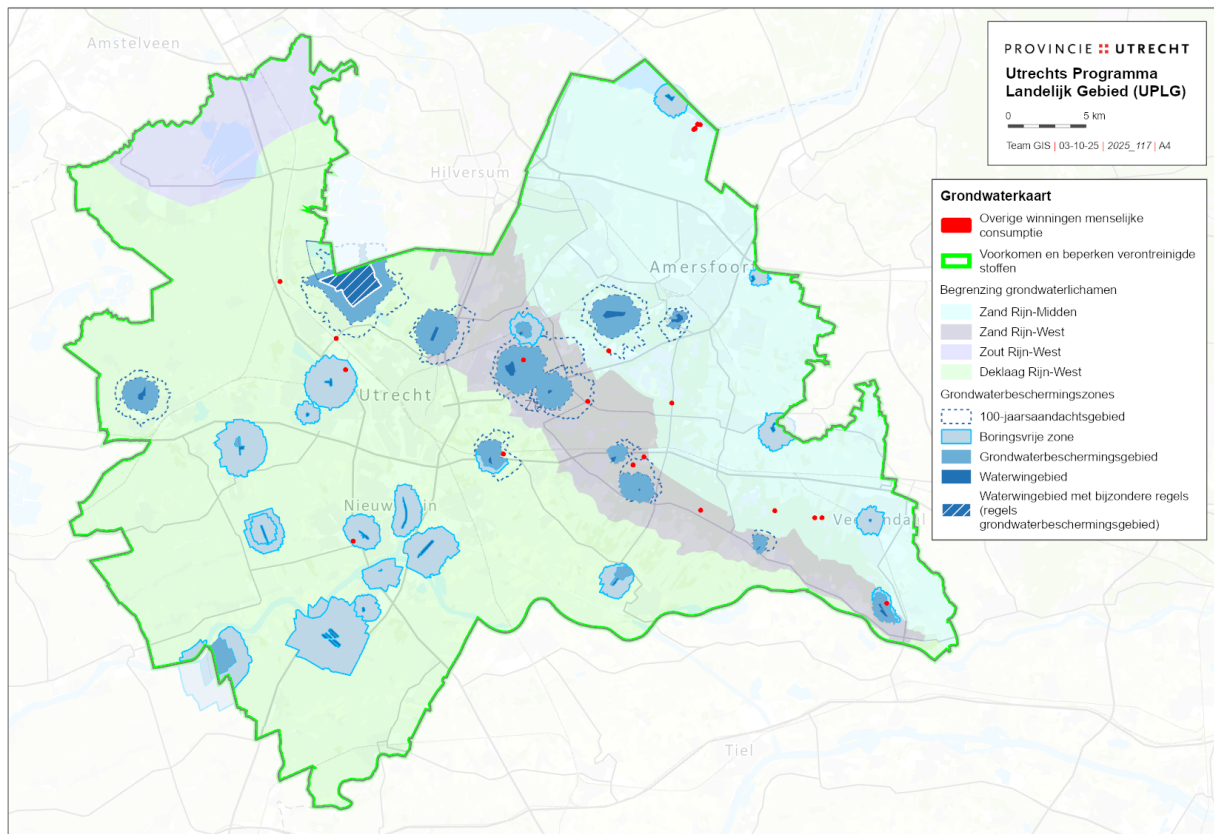 Amstelveen
Hilversum
Amersfoort
Utrecht
Nieuwegein
Veenendaal
Tiel
PROVINCIE UTRECHT
Utrechts Programma
Landelijk Gebied (UPLG)
0 5 km
Team GIS | 03-10-25 | 2025_117 | A4
Grondwaterkaart
Overige winningen menselijke
consumptie
Voorkomen en beperken verontreinigde
stoffen
Begrenzing grondwaterlichamen
Zand Rijn-Midden
Zand Rijn-West
Zout Rijn-West
Deklaag Rijn-West
Grondwaterbeschermingszones
100-jaarsaandachtsgebied
Boringsvrije zone
Grondwaterbeschermingsgebied
Waterwingebied
Waterwingebied met bijzondere regels
(regels
grondwaterbeschermingsgebied)